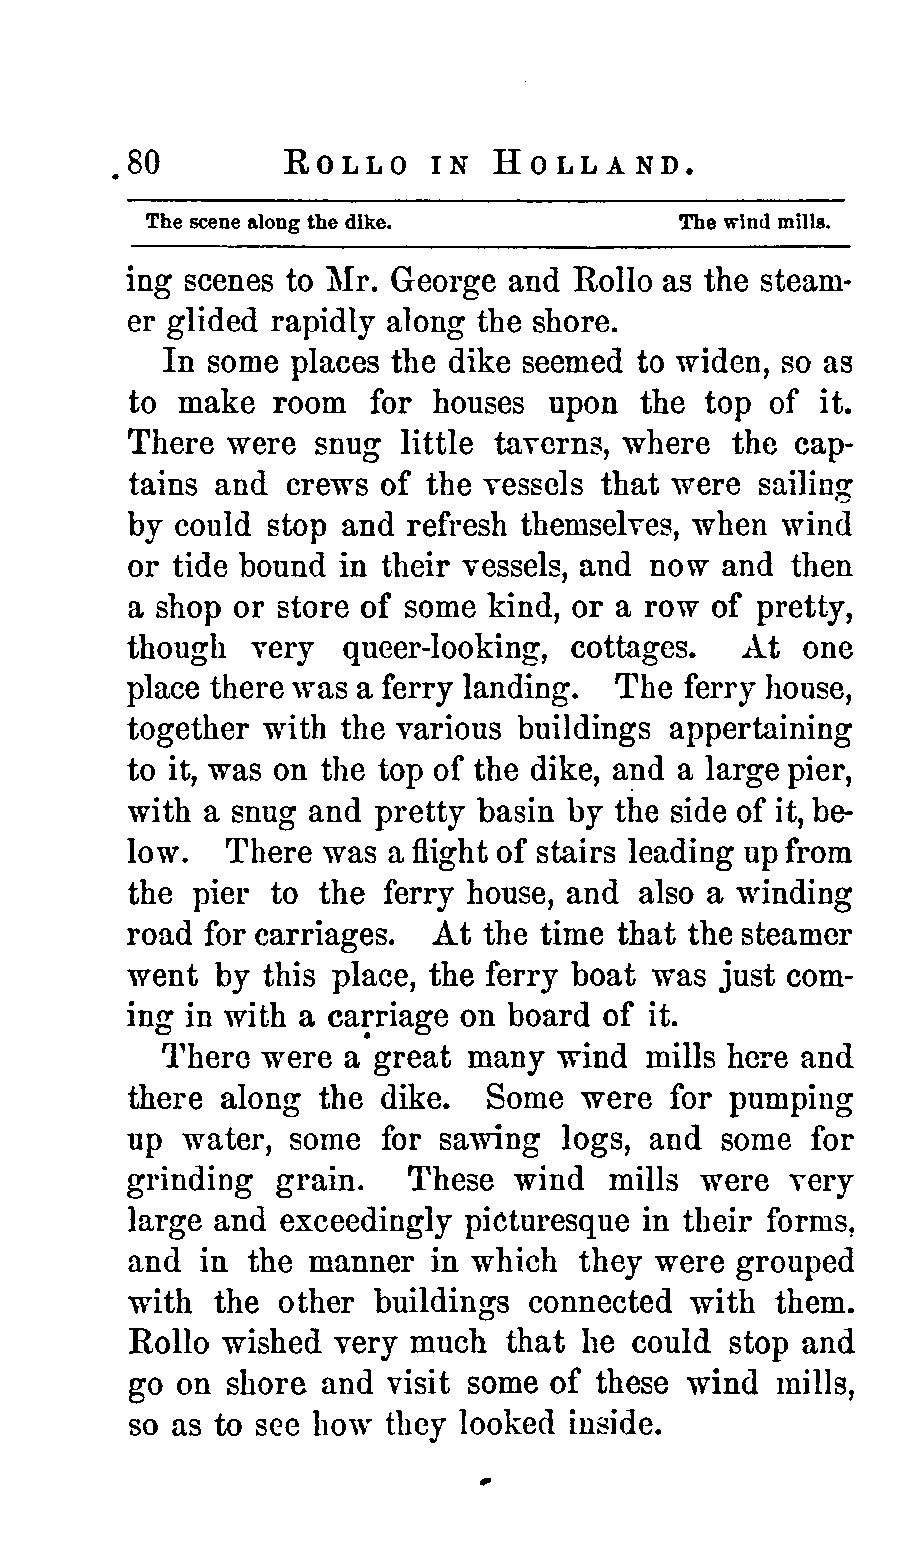 80 ROLLO IN HOLLAND.
The scene along the dike. The wind mills.
ing scenes to Mr. George and Rollo as the steam-
er glided rapidly along the shore.
In some places the dike seemed to widen, so as
to make room for houses upon the top of it.
There were snug little taverns, where the cap-
tains and crews of the vessels that were sailing
by could stop and refresh themselves, when wind
or tide bound in their vessels, and now and then
a shop or store of some kind, or a row of pretty,
though very queer-looking, cottages. At one
place there was a ferry landing. The ferry house,
together with the various buildings appertaining
to it, was on the top of the dike, and a large pier,
with a snug and pretty basin by the side of it, be-
low. There was a flight of stairs leading up from
the pier to the ferry house, and also a winding
road for carriages. At the time that the steamer
went by this place, the ferry boat was just com-
ing in with a carriage on board of it.
There were a great many wind mills here and
there along the dike. Some were for pumping
up water, some for sawing logs, and some for
grinding grain. These wind mills were very
large and exceedingly picturesque in their forms,
and in the manner in which they were grouped
with the other buildings connected with them.
Rollo wished very much that he could stop and
go on shore and visit some of these wind mills,
so as to see how they looked inside.